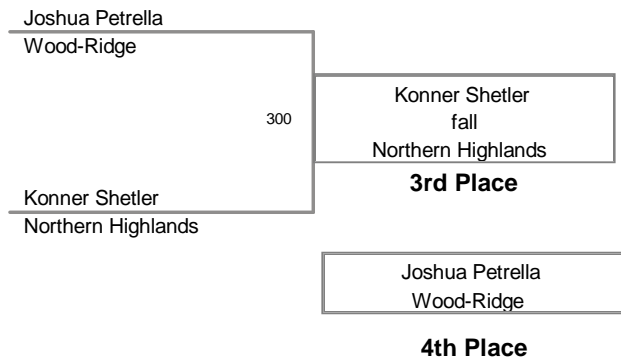 Joshua Petrella
Wood-Ridge
300
Konner Shetler
fall
Northern Highlands
3rd Place
Konner Shetler
Northern Highlands
Joshua Petrella
Wood-Ridge
4th Place